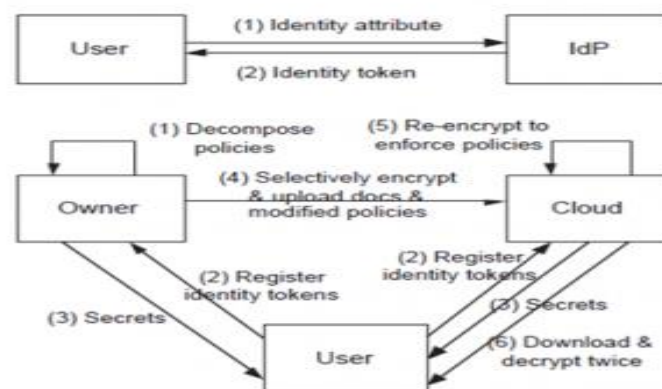 (1) Identity attribute
User
IdP
(2) Identity token
(1) Decompose
policies
(5) Re-encrypt to
enforce policies
(4) Selectively encrypt
& upload docs &
modified policies
Owner
Cloud
(2) Register
identity tokens
(2) Register
identity tokens
(3) Secrets
(3) Secrets
User
(6) Download &
decrypt twice